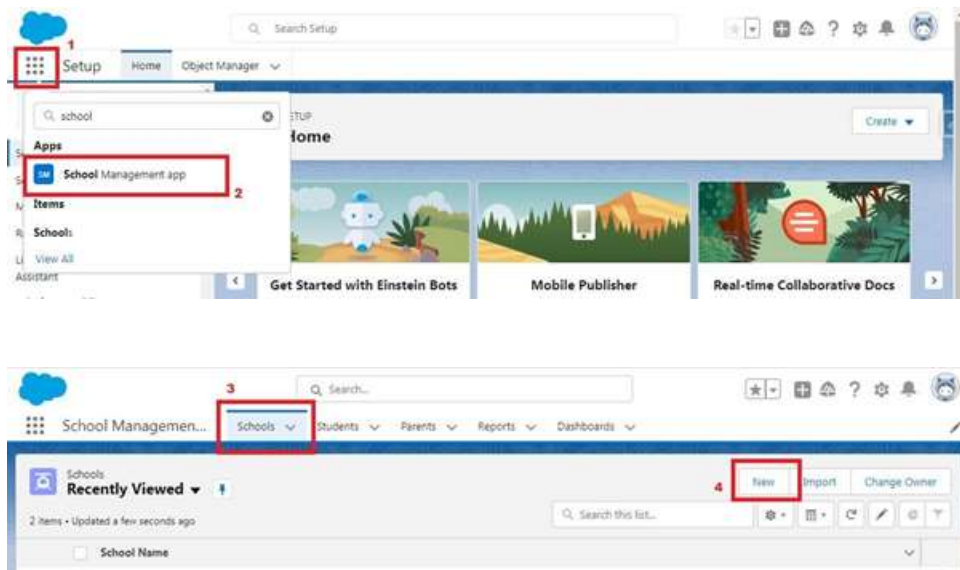 Search Setup
1
Setup Home Object Manager
school
SETUP
Home
Create
Apps
SM School Management app
2
Items
Schools
View All
Assistant
Get Started with Einstein Bots
Mobile Publisher
Real-time Collaborative Docs
3
Search...
School Managemen... Schools Students Parents Reports Dashboards
Schools
Recently Viewed
4
New Import Change Owner
2 items • Updated a few seconds ago
Search this list...
School Name